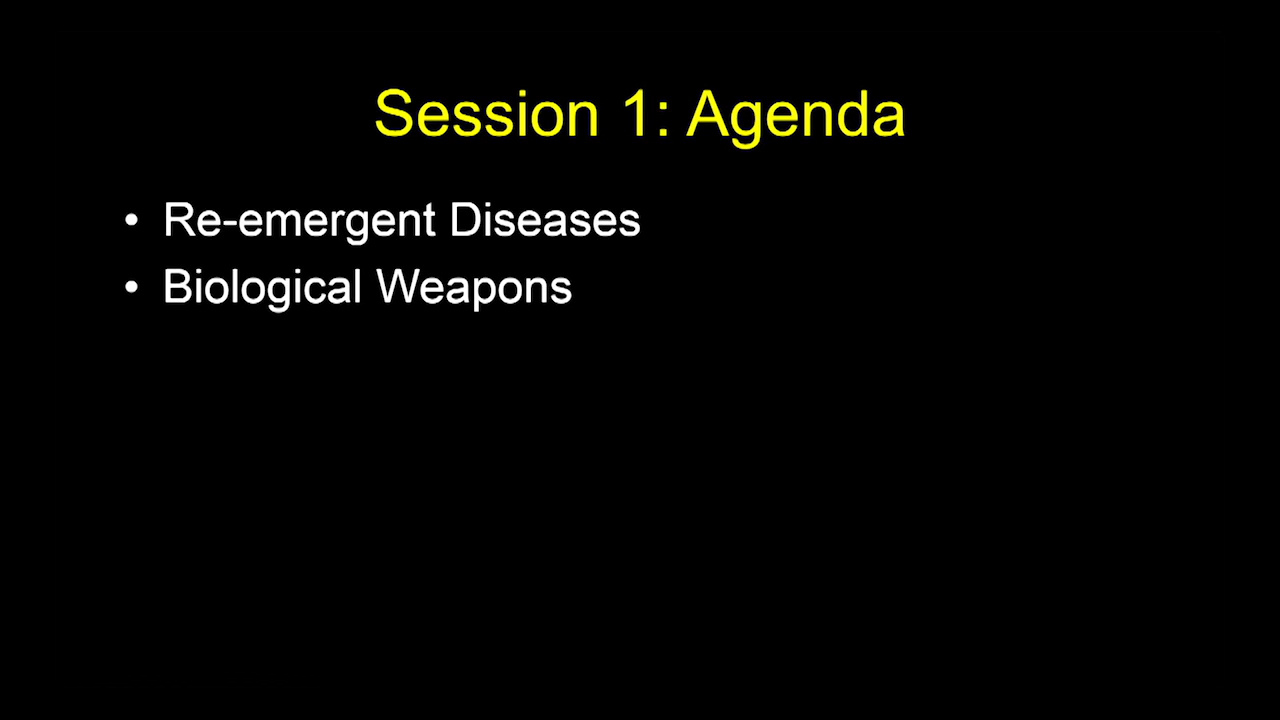 Session 1: Agenda
• Re-emergent Diseases
• Biological Weapons